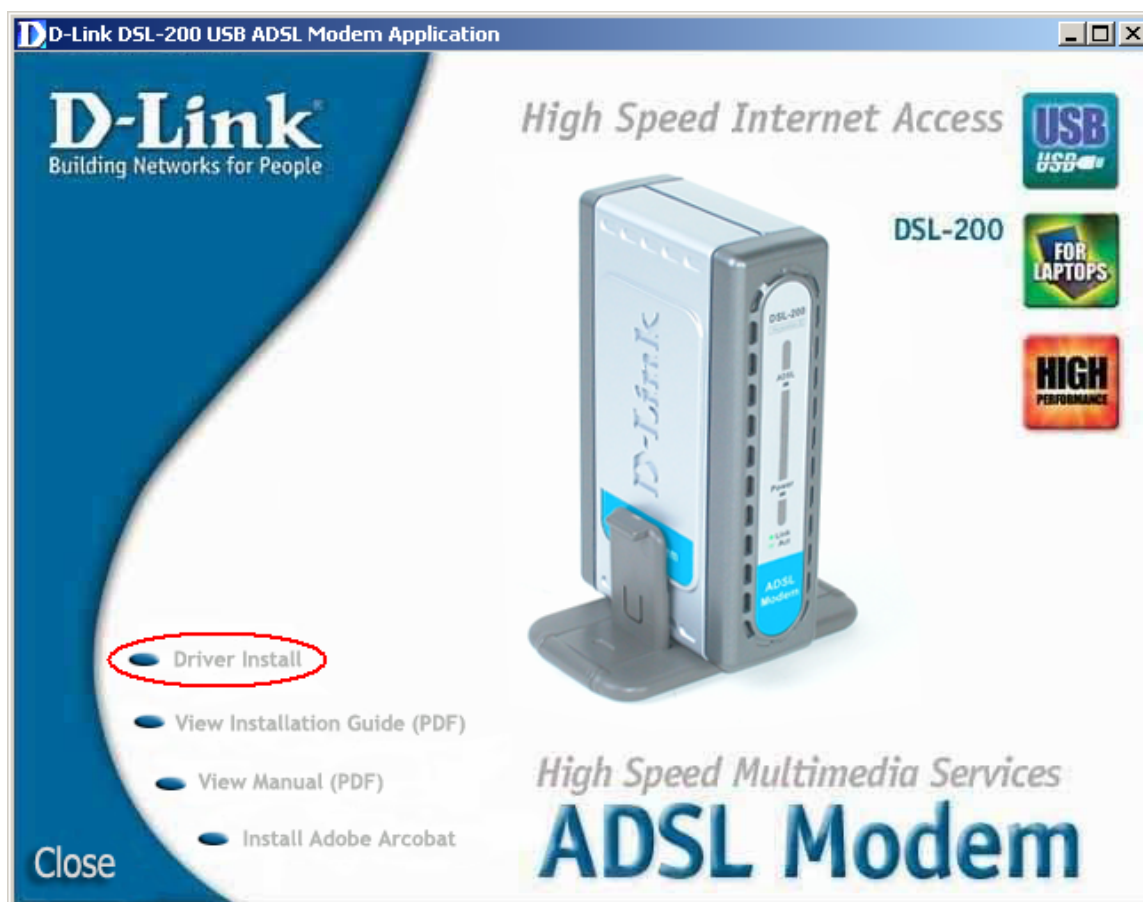 D-Link DSL-200 USB ADSL Modem Application
D-Link
Building Networks for People
High Speed Internet Access
USB
USB
DSL-200
FOR
LAPTOPS
HIGH
PERFORMANCE
DSL-200
ADSL
D-Link
Power
Link
Act
ADSL
Modem
Driver Install
View Installation Guide (PDF)
View Manual (PDF)
Install Adobe Arcobat
Close
High Speed Multimedia Services
ADSL Modem